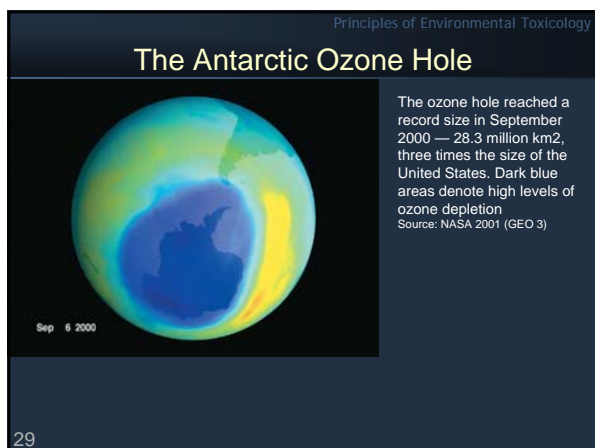 Principles of Environmental Toxicology
The Antarctic Ozone Hole
The ozone hole reached a
record size in September
2000 — 28.3 million km2,
three times the size of the
United States. Dark blue
areas denote high levels of
ozone depletion
Source: NASA 2001 (GEO 3)
Sep 6 2000
29